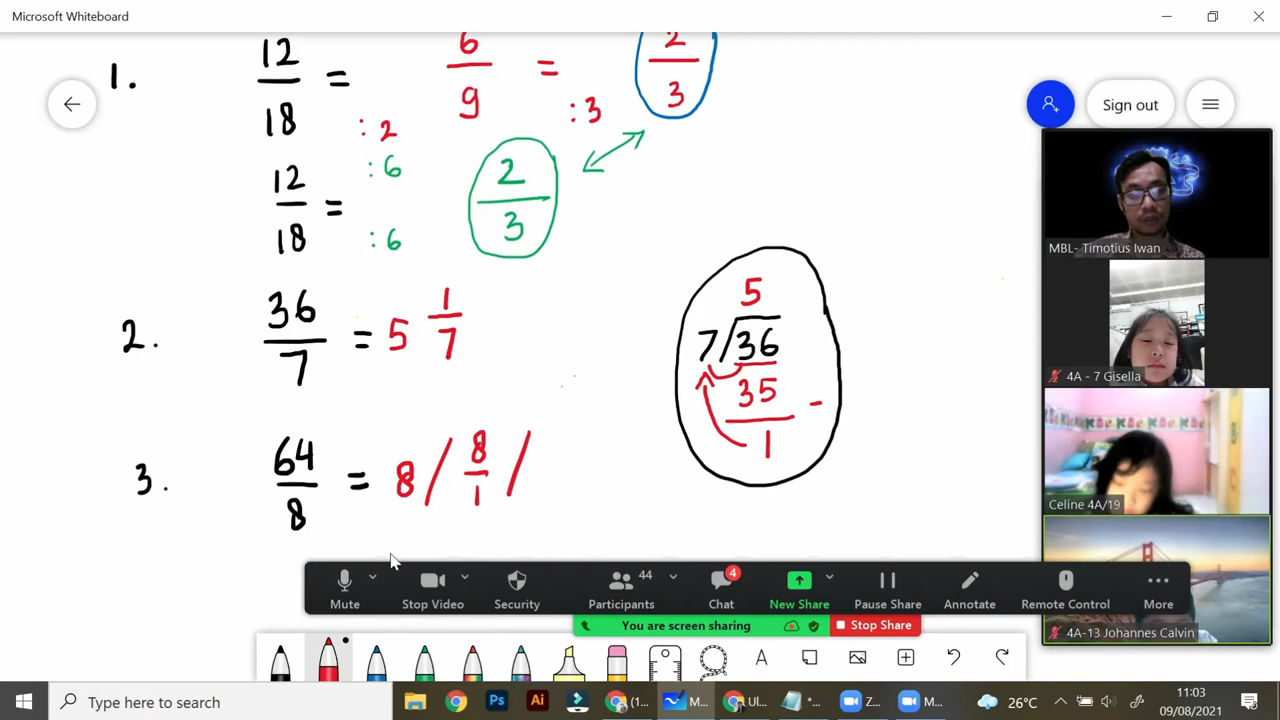 Microsoft Whiteboard
1. 12/18 = 6/9 = 2/3
: 2 : 3
12/18 = : 6 2/3
: 6
2. 36/7 = 5 1/7
5
7/36
35 -
1
3. 64/8 = 8 / 8/1 /
Sign out
MBL- Timotius Iwan
4A - 7 Gisella
Celine 4A/19
4A-13 Johannes Calvin
44 4
Mute Stop Video Security Participants Chat New Share Pause Share Annotate Remote Control More
You are screen sharing Stop Share
Type here to search
Ps Ai (1... M... Ul... *... Z... M... 26°C
11:03
09/08/2021